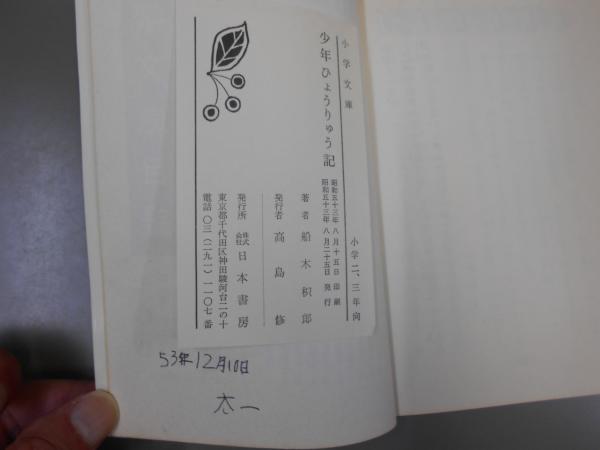 小学文庫
小学二、三年向
少年ひょうりゅう記
昭和五十三年八月十五日 印刷
昭和五十三年八月二十五日 発行
著者 船木枳郎
発行者 高島修
発行所 株式会社 日本書房
東京都千代田区神田駿河台二の十
電話〇三(二九一)一一〇七番
53年12月10日
太一